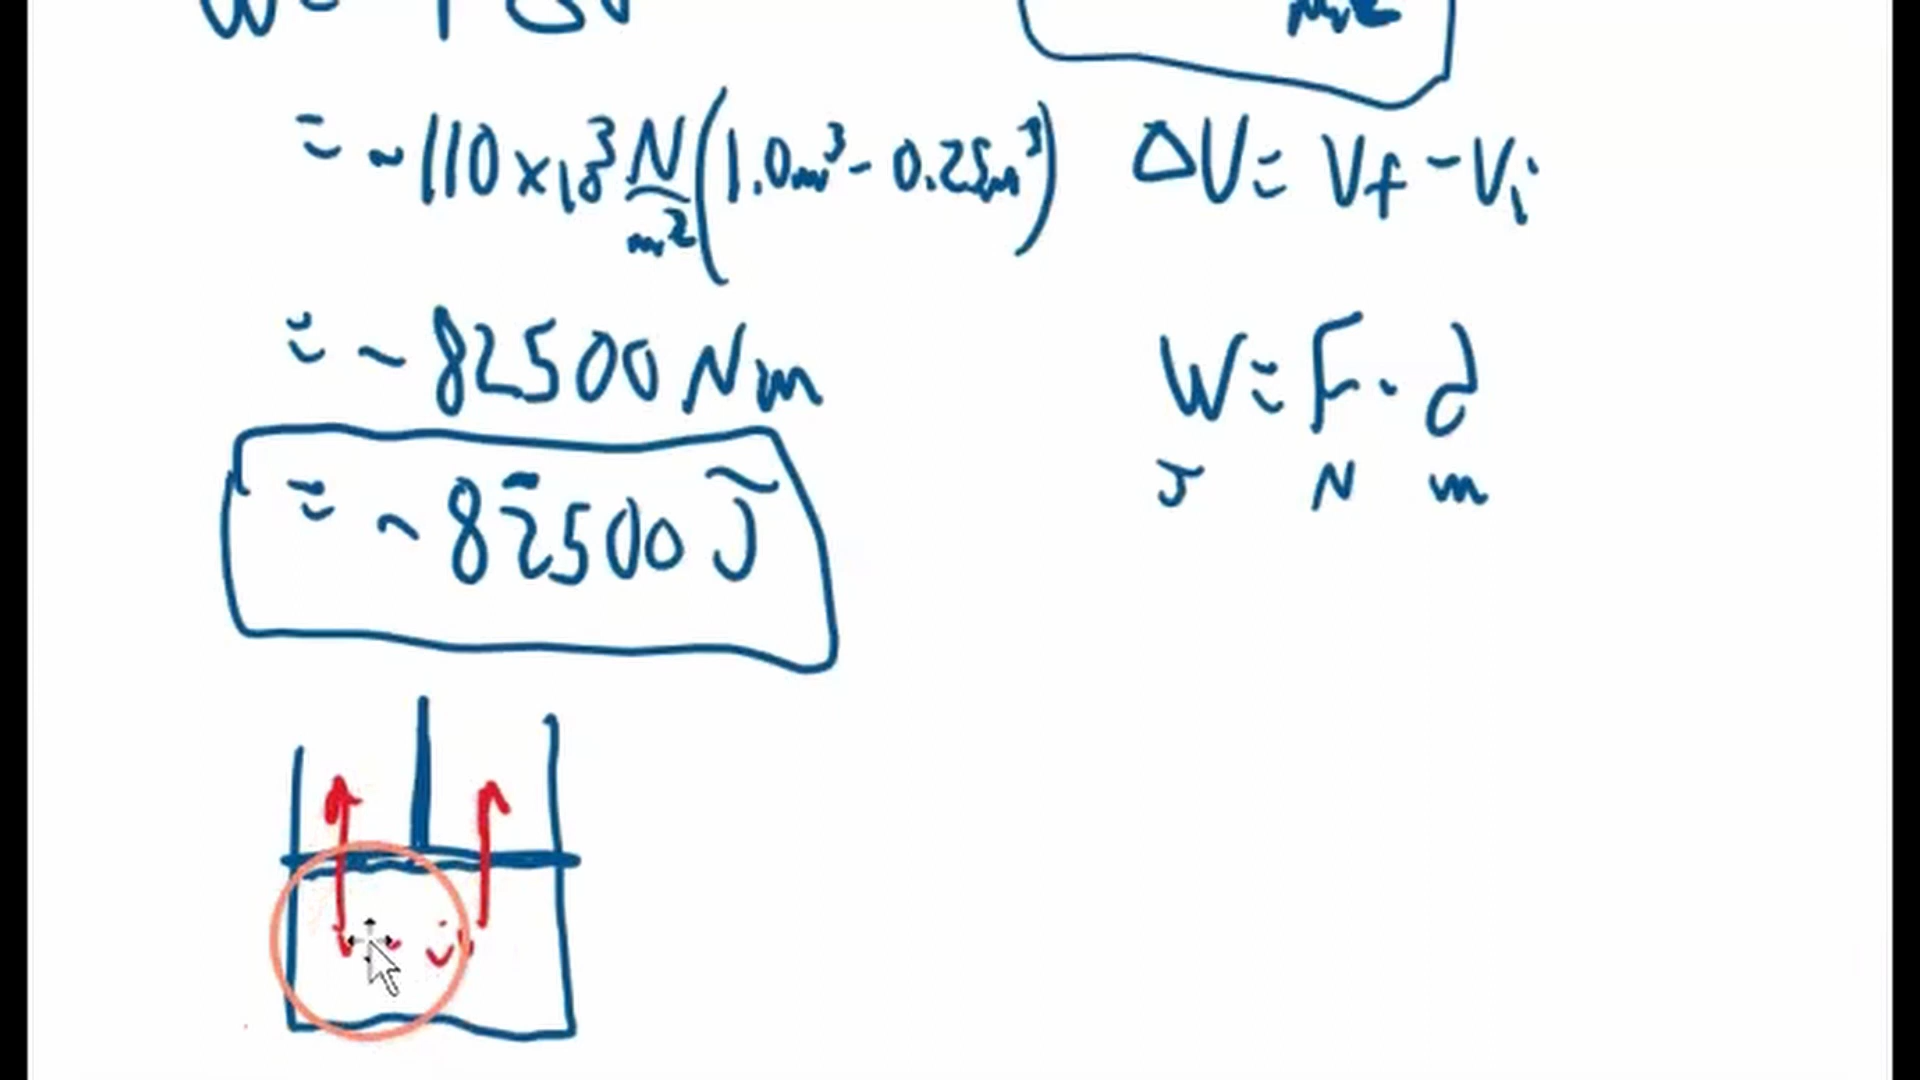 = -110 x 10³ N/m² (1.0m³ - 0.25m³) ΔV = Vf - Vi
= -82500 Nm
W = F · d
J N m
= -82500 J